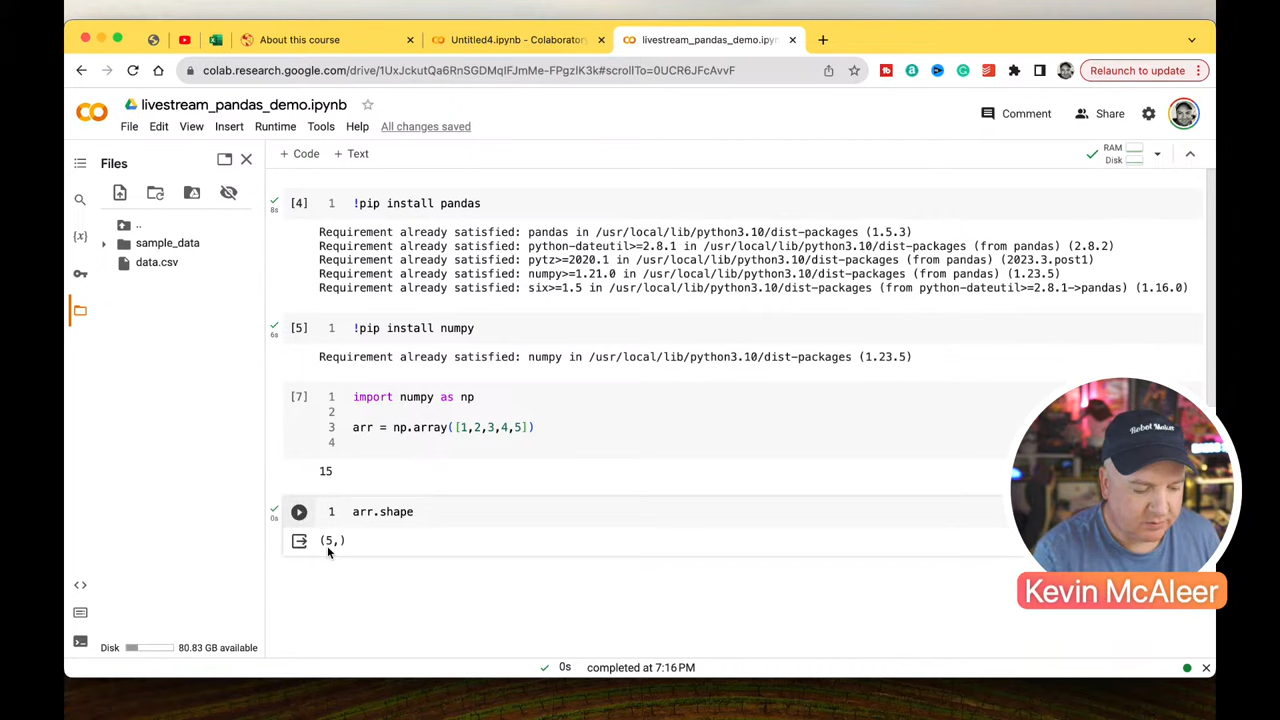 About this course
Untitled4.ipynb - Colaborator
livestream_pandas_demo.ipyn
colab.research.google.com/drive/1UxJckutQa6RnSGDMqIFJmMe-FPgzlK3k#scrollTo=0UCR6JFcAvvF
Relaunch to update
livestream_pandas_demo.ipynb
File Edit View Insert Runtime Tools Help All changes saved
Comment Share
Files
+ Code + Text
RAM
Disk
..
sample_data
data.csv
[4] 1 !pip install pandas
8s
Requirement already satisfied: pandas in /usr/local/lib/python3.10/dist-packages (1.5.3)
Requirement already satisfied: python-dateutil>=2.8.1 in /usr/local/lib/python3.10/dist-packages (from pandas) (2.8.2)
Requirement already satisfied: pytz>=2020.1 in /usr/local/lib/python3.10/dist-packages (from pandas) (2023.3.post1)
Requirement already satisfied: numpy>=1.21.0 in /usr/local/lib/python3.10/dist-packages (from pandas) (1.23.5)
Requirement already satisfied: six>=1.5 in /usr/local/lib/python3.10/dist-packages (from python-dateutil>=2.8.1->pandas) (1.16.0)
[5] 1 !pip install numpy
6s
Requirement already satisfied: numpy in /usr/local/lib/python3.10/dist-packages (1.23.5)
[7] 1 import numpy as np
2
3 arr = np.array([1,2,3,4,5])
4
15
1 arr.shape
0s
(5,)
Robot Maker
Kevin McAleer
Disk 80.83 GB available
0s completed at 7:16 PM